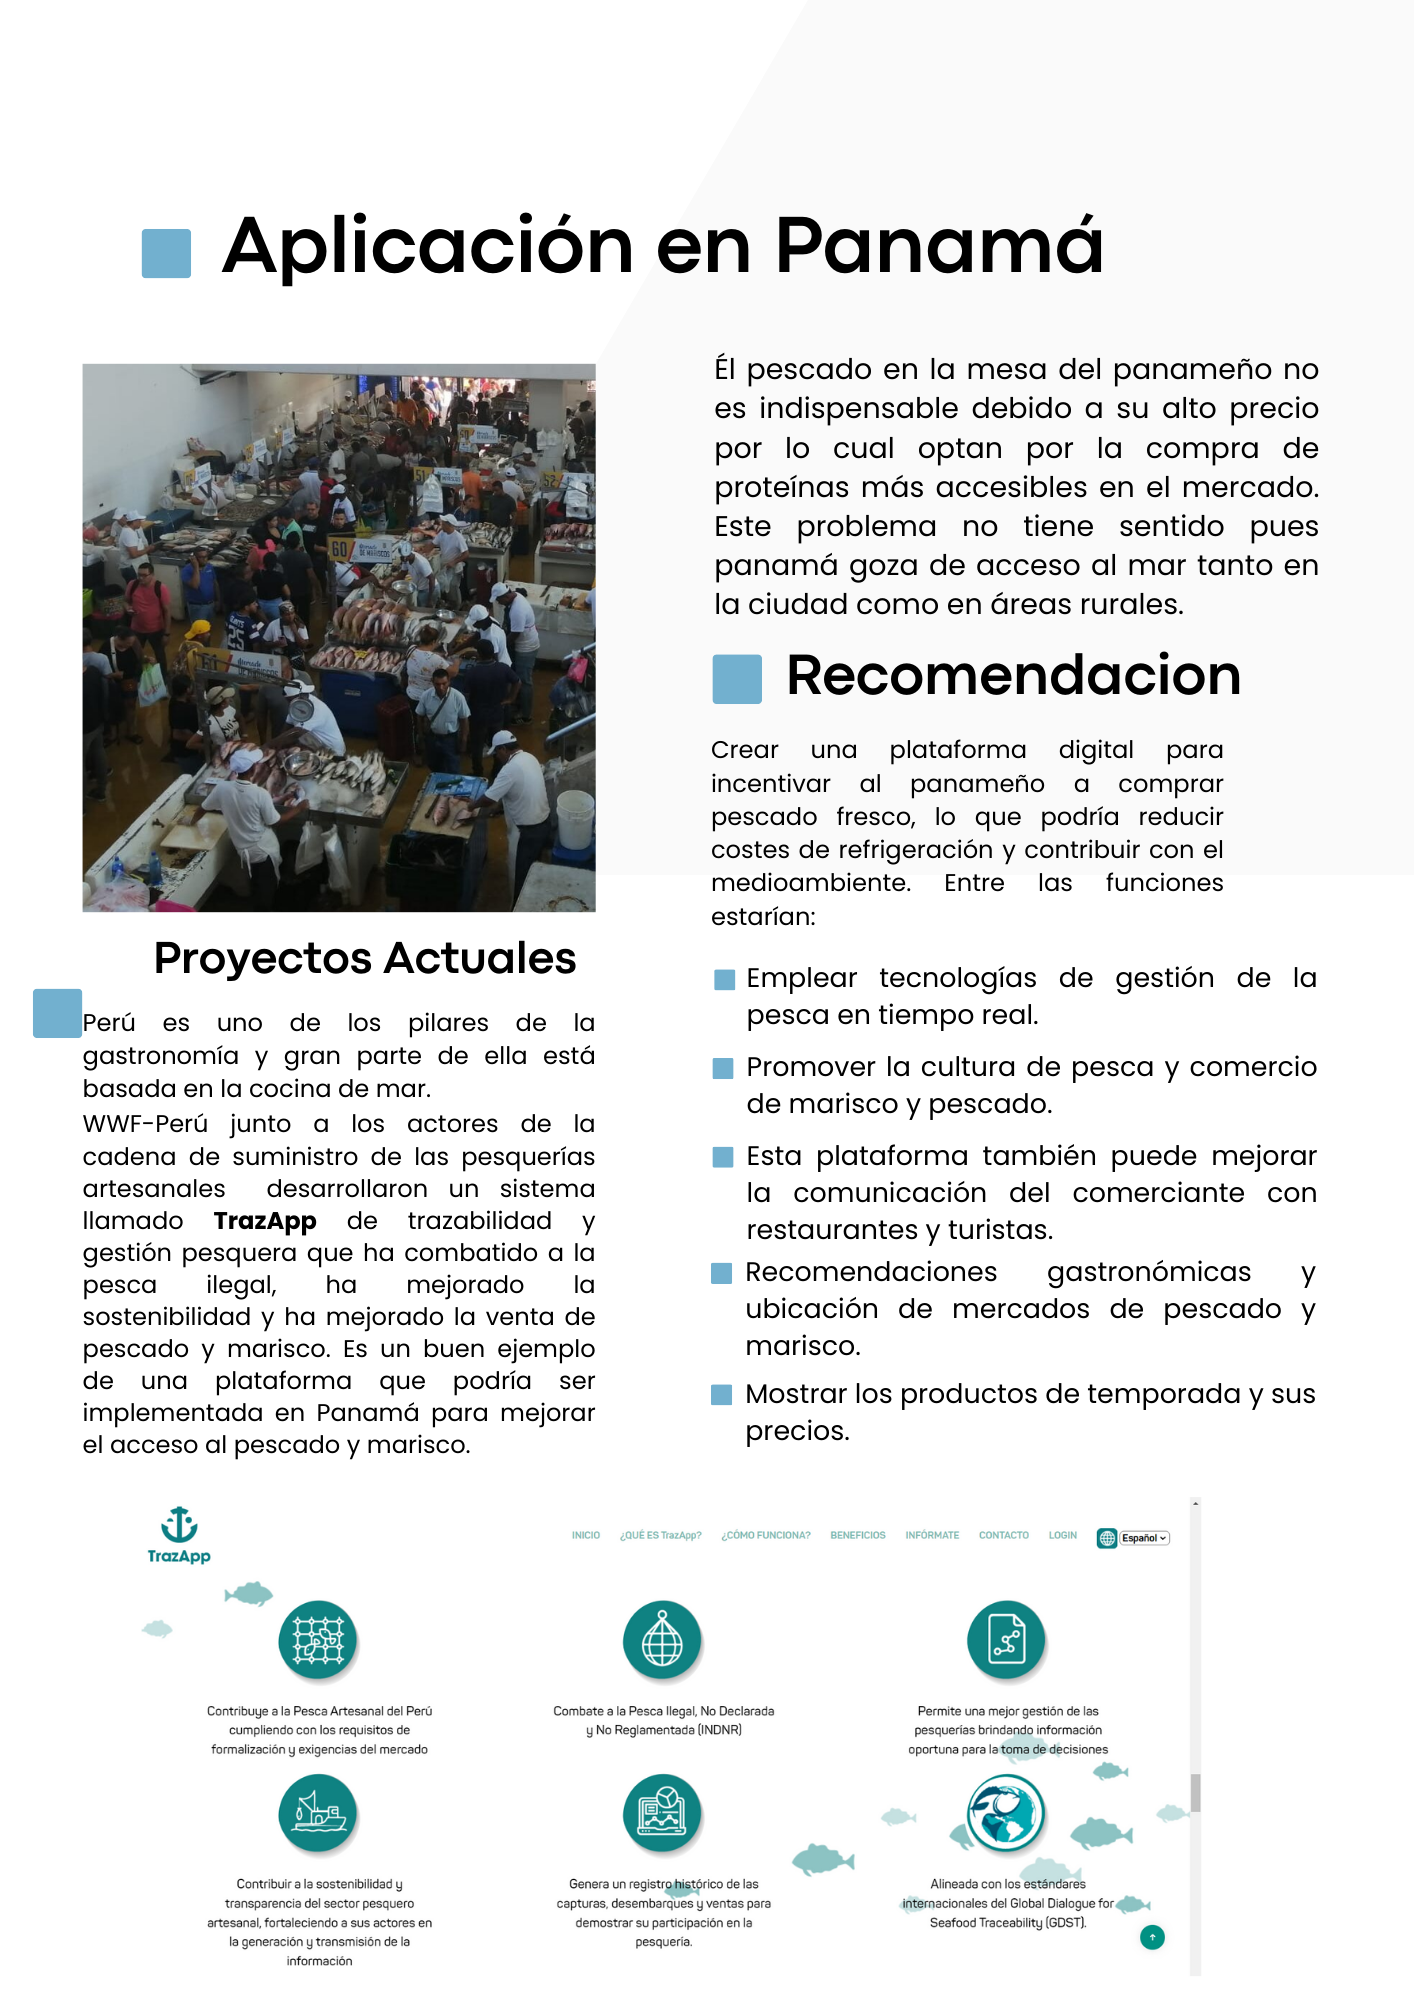 Aplicación en Panamá
60
DE MARISCOS
51
52
25
Proyectos Actuales
Perú es uno de los pilares de la
gastronomía y gran parte de ella está
basada en la cocina de mar.
WWF-Perú junto a los actores de la
cadena de suministro de las pesquerías
artesanales desarrollaron un sistema
llamado TrazApp de trazabilidad y
gestión pesquera que ha combatido a la
pesca ilegal, ha mejorado la
sostenibilidad y ha mejorado la venta de
pescado y marisco. Es un buen ejemplo
de una plataforma que podría ser
implementada en Panamá para mejorar
el acceso al pescado y marisco.
Él pescado en la mesa del panameño no
es indispensable debido a su alto precio
por lo cual optan por la compra de
proteínas más accesibles en el mercado.
Este problema no tiene sentido pues
panamá goza de acceso al mar tanto en
la ciudad como en áreas rurales.
Recomendacion
Crear una plataforma digital para
incentivar al panameño a comprar
pescado fresco, lo que podría reducir
costes de refrigeración y contribuir con el
medioambiente. Entre las funciones
estarían:
Emplear tecnologías de gestión de la
pesca en tiempo real.
Promover la cultura de pesca y comercio
de marisco y pescado.
Esta plataforma también puede mejorar
la comunicación del comerciante con
restaurantes y turistas.
Recomendaciones gastronómicas y
ubicación de mercados de pescado y
marisco.
Mostrar los productos de temporada y sus
precios.
TrazApp
INICIO ¿QUÉ ES TrazApp? ¿CÓMO FUNCIONA? BENEFICIOS INFÓRMATE CONTACTO LOGIN Español
Contribuye a la Pesca Artesanal del Perú
cumpliendo con los requisitos de
formalización y exigencias del mercado
Combate a la Pesca Ilegal, No Declarada
y No Reglamentada (INDNR)
Permite una mejor gestión de las
pesquerías brindando información
oportuna para la toma de decisiones
Contribuir a la sostenibilidad y
transparencia del sector pesquero
artesanal, fortaleciendo a sus actores en
la generación y transmisión de la
información
Genera un registro histórico de las
capturas, desembarques y ventas para
demostrar su participación en la
pesquería.
Alineada con los estándares
internacionales del Global Dialogue for
Seafood Traceability (GDST).